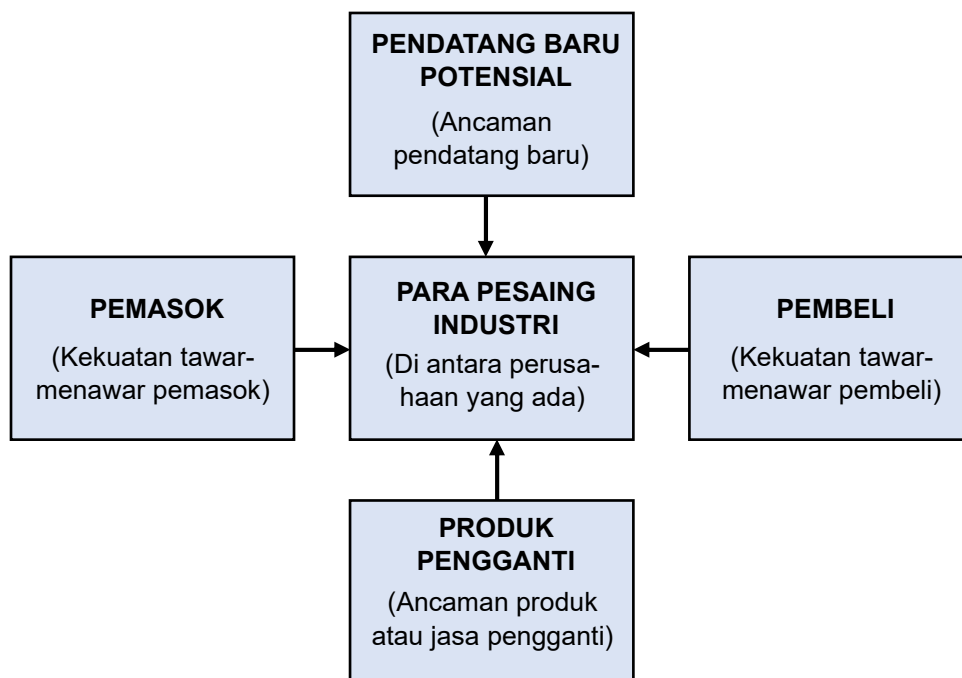 PENDATANG BARU
POTENSIAL
(Ancaman
pendatang baru)
PEMASOK
(Kekuatan tawar-
menawar pemasok)
PARA PESAING
INDUSTRI
(Di antara perusa-
haan yang ada)
PEMBELI
(Kekuatan tawar-
menawar pembeli)
PRODUK
PENGGANTI
(Ancaman produk
atau jasa pengganti)